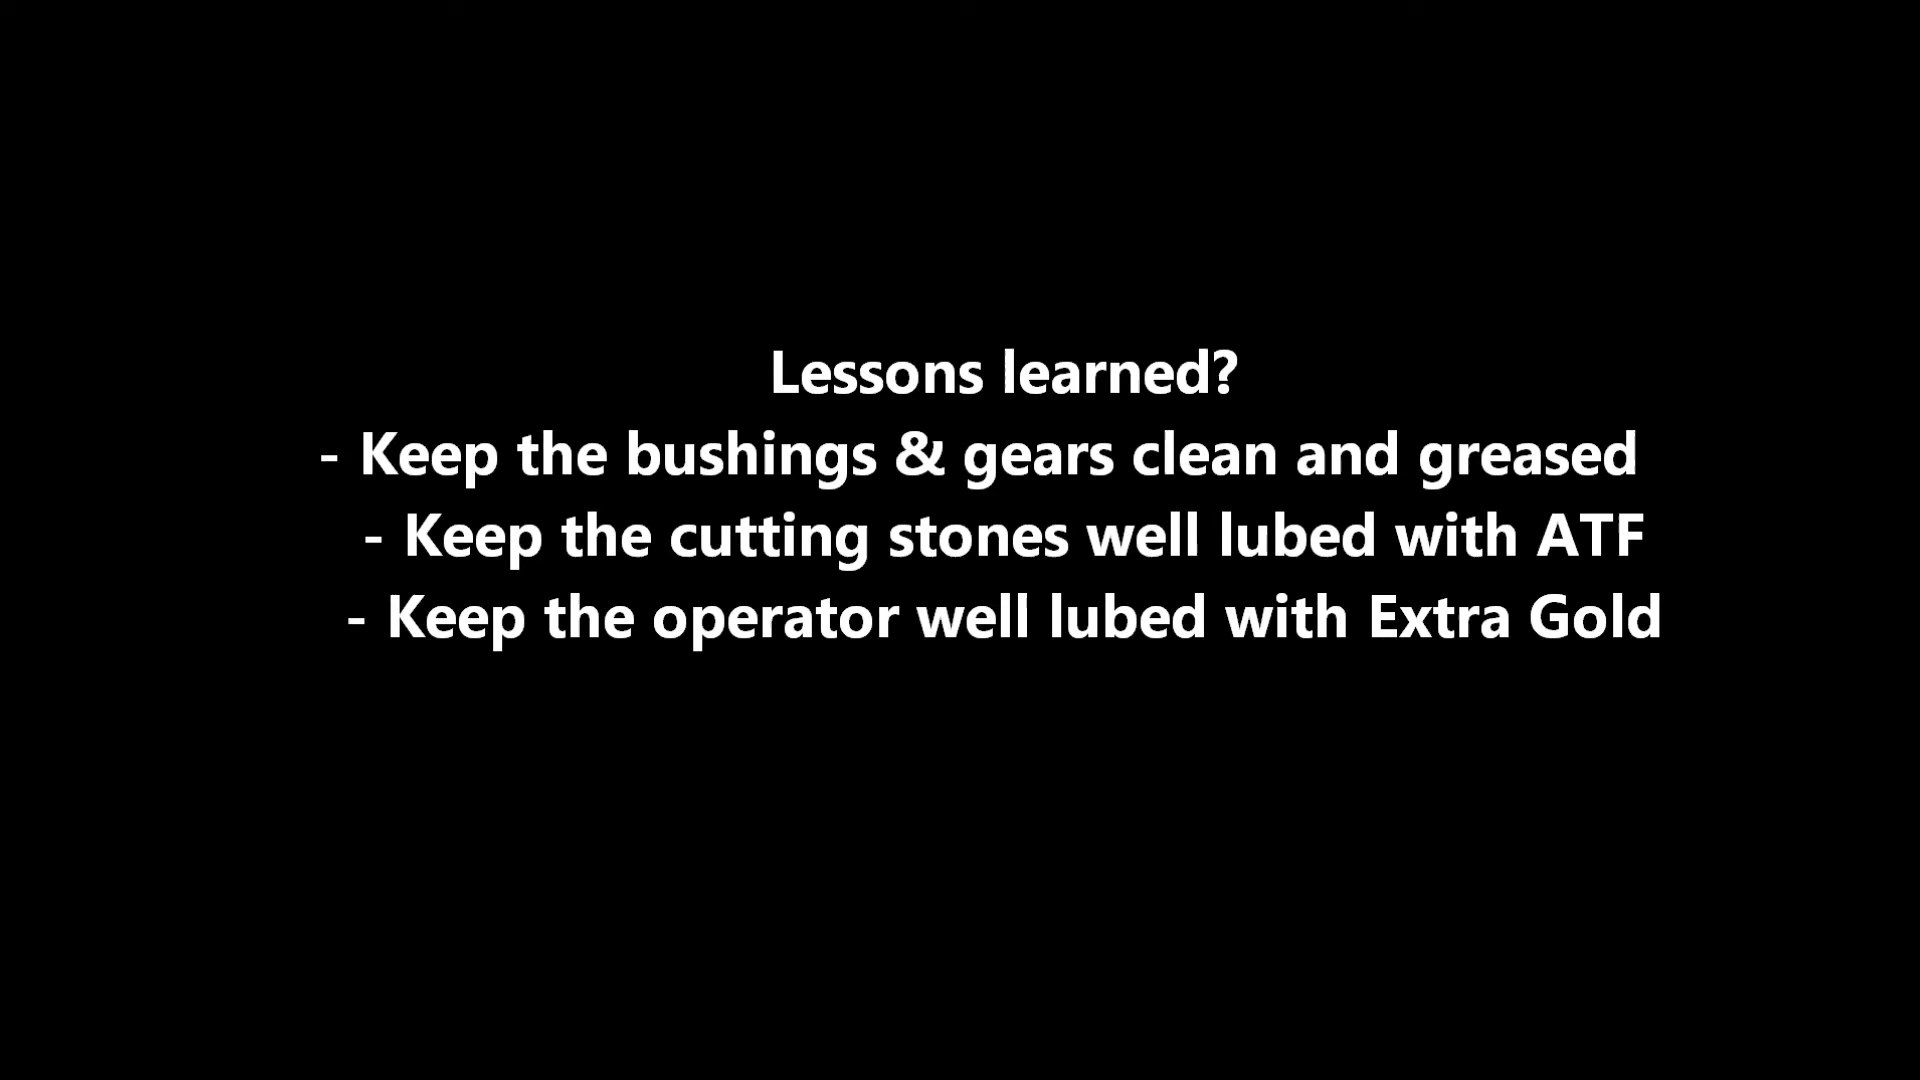 Lessons learned?
- Keep the bushings & gears clean and greased
- Keep the cutting stones well lubed with ATF
- Keep the operator well lubed with Extra Gold